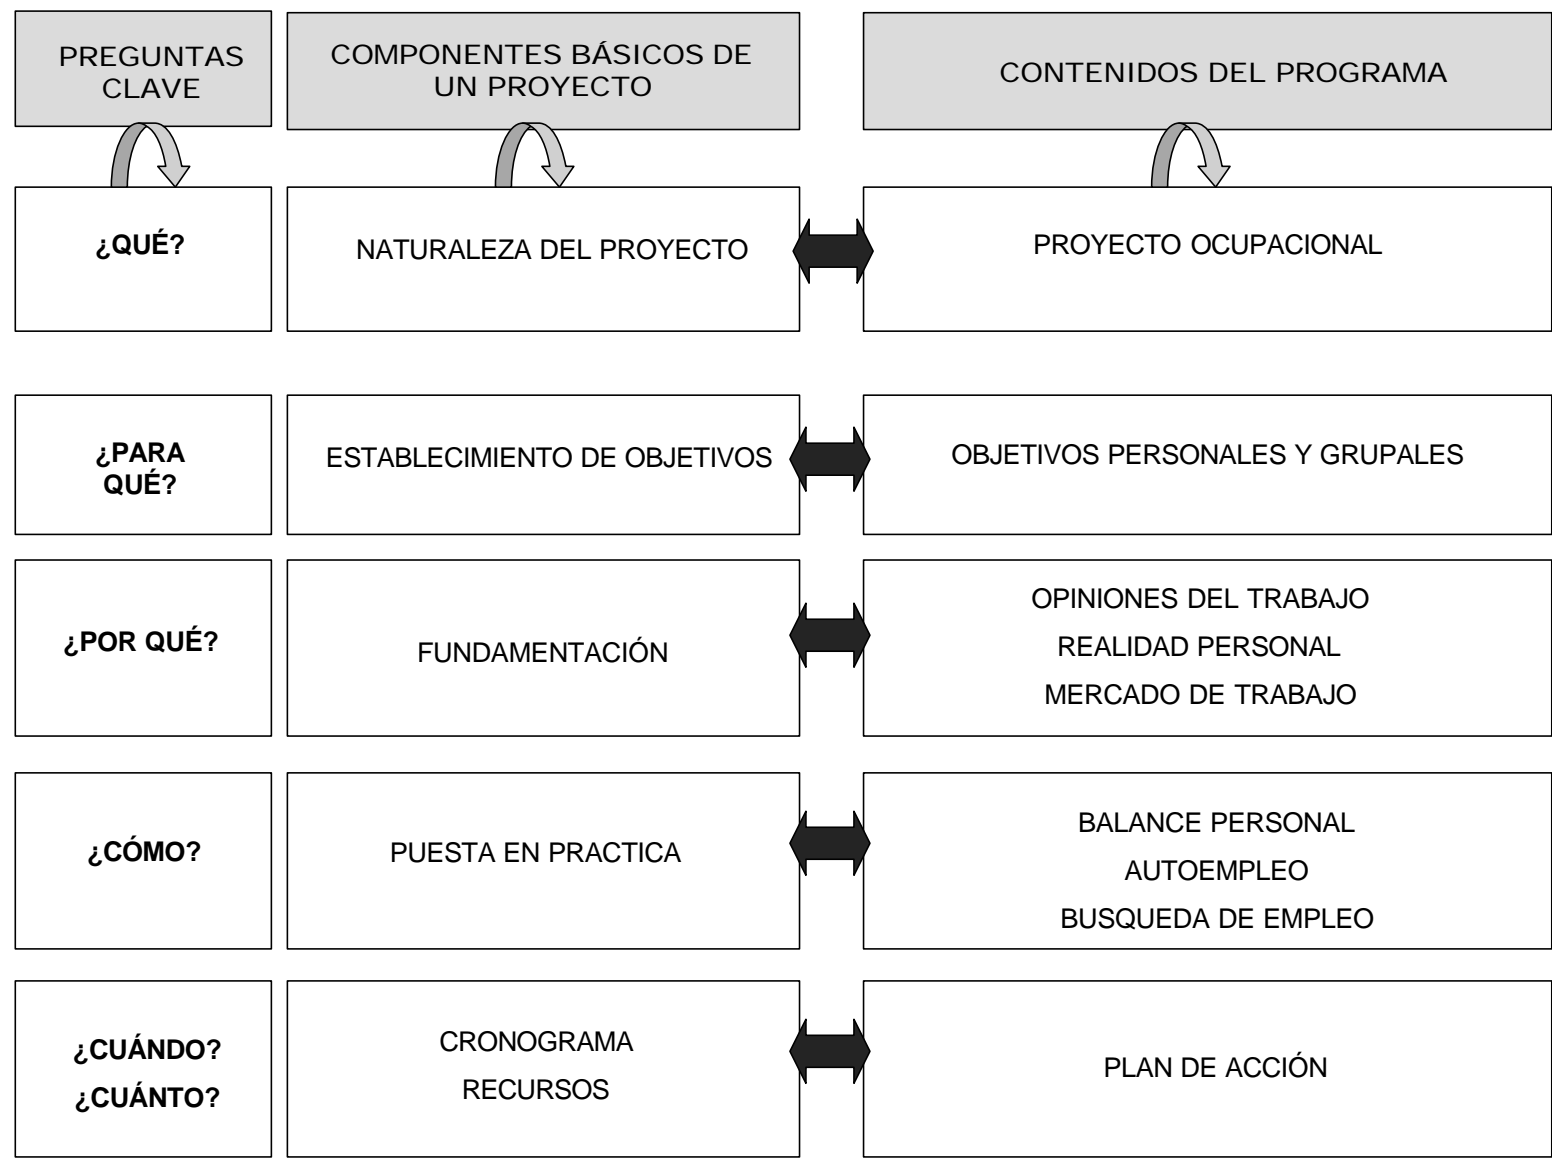 PREGUNTAS
CLAVE
COMPONENTES BÁSICOS DE
UN PROYECTO
CONTENIDOS DEL PROGRAMA
¿QUÉ?
NATURALEZA DEL PROYECTO
PROYECTO OCUPACIONAL
¿PARA
QUÉ?
ESTABLECIMIENTO DE OBJETIVOS
OBJETIVOS PERSONALES Y GRUPALES
¿POR QUÉ?
FUNDAMENTACIÓN
OPINIONES DEL TRABAJO
REALIDAD PERSONAL
MERCADO DE TRABAJO
¿CÓMO?
PUESTA EN PRACTICA
BALANCE PERSONAL
AUTOEMPLEO
BUSQUEDA DE EMPLEO
¿CUÁNDO?
¿CUÁNTO?
CRONOGRAMA
RECURSOS
PLAN DE ACCIÓN